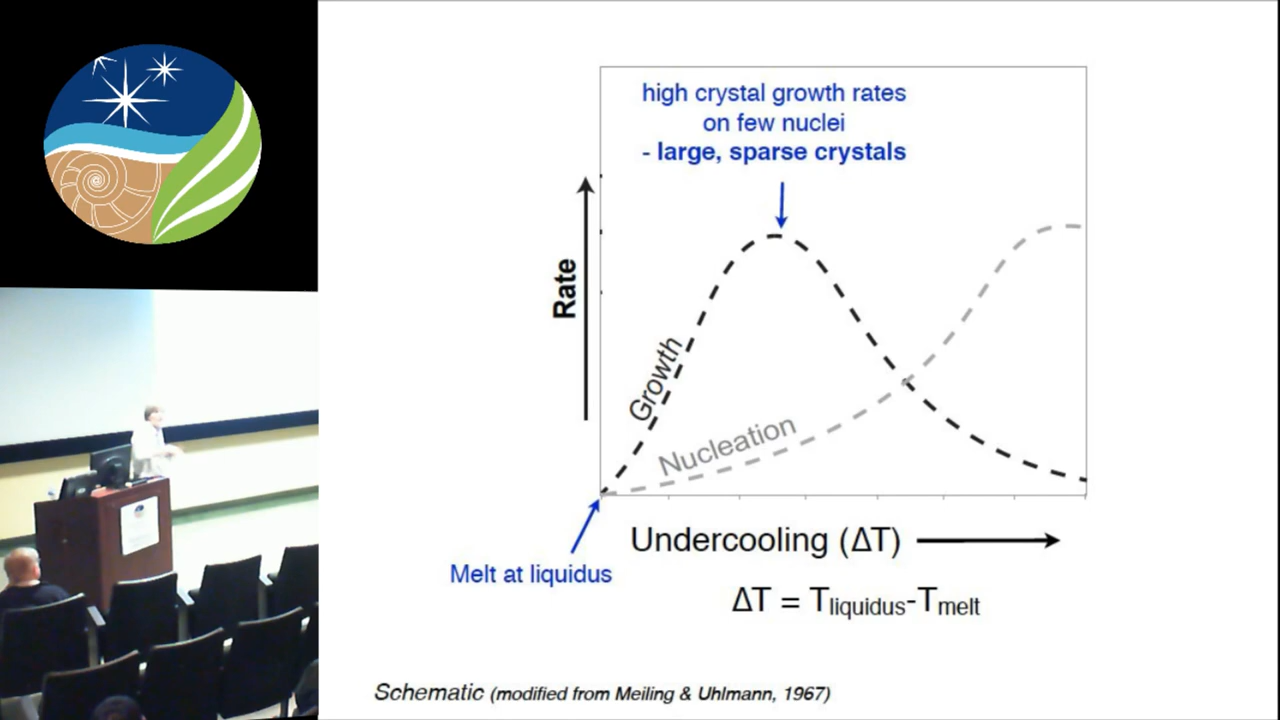 high crystal growth rates
on few nuclei
- large, sparse crystals
Rate
Growth
Nucleation
Melt at liquidus
Undercooling (ΔT)
ΔT = Tliquidus-Tmelt
Schematic (modified from Meiling & Uhlmann, 1967)